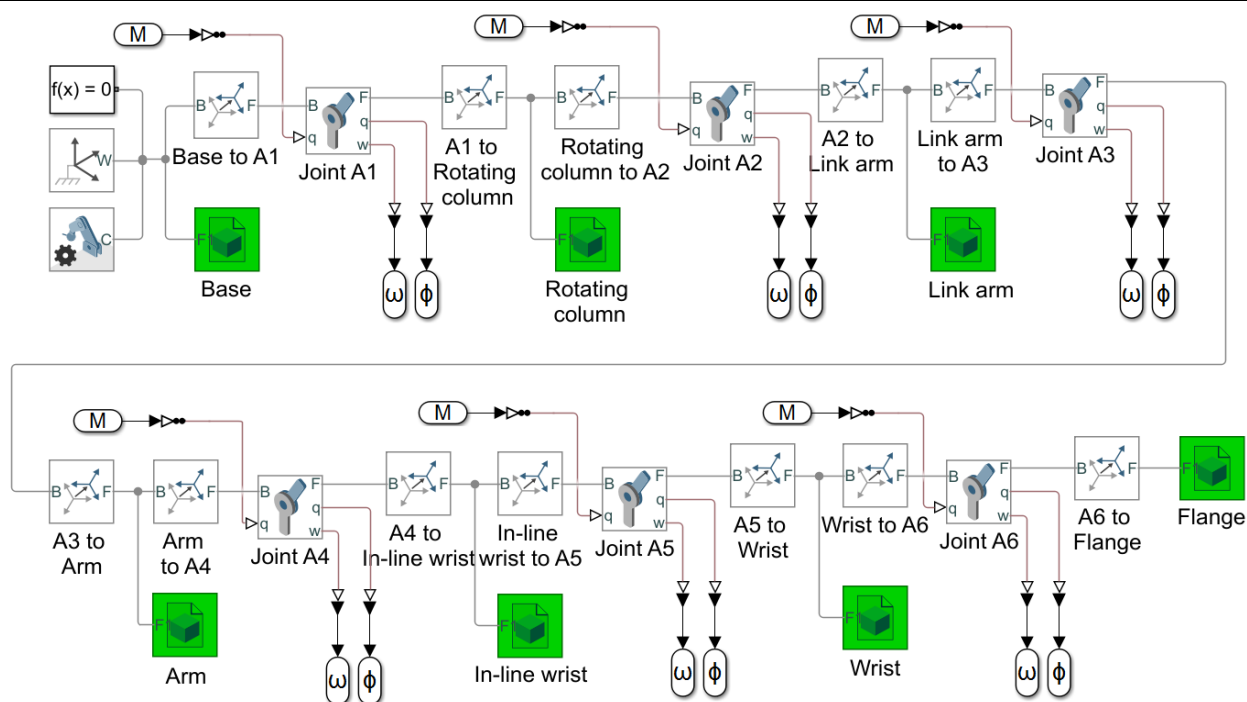 M
M
M
f(x) = 0
W
C
B F
Base to A1
B F
q q
w
Joint A1
B F
A1 to
Rotating
column
B F
Rotating
column to A2
B F
q q
w
Joint A2
B F
A2 to
Link arm
B F
Link arm
to A3
B F
q q
w
Joint A3
F
Base
F
Rotating
column
F
Link arm
ω ϕ
ω ϕ
ω ϕ
M
M
M
B F
A3 to
Arm
B F
Arm
to A4
B F
q q
w
Joint A4
B F
A4 to
In-line wrist
B F
In-line
wrist to A5
B F
q q
w
Joint A5
B F
A5 to
Wrist
B F
Wrist to A6
B F
q q
w
Joint A6
B F
A6 to
Flange
F
Flange
F
Arm
F
In-line wrist
F
Wrist
ω ϕ
ω ϕ
ω ϕ